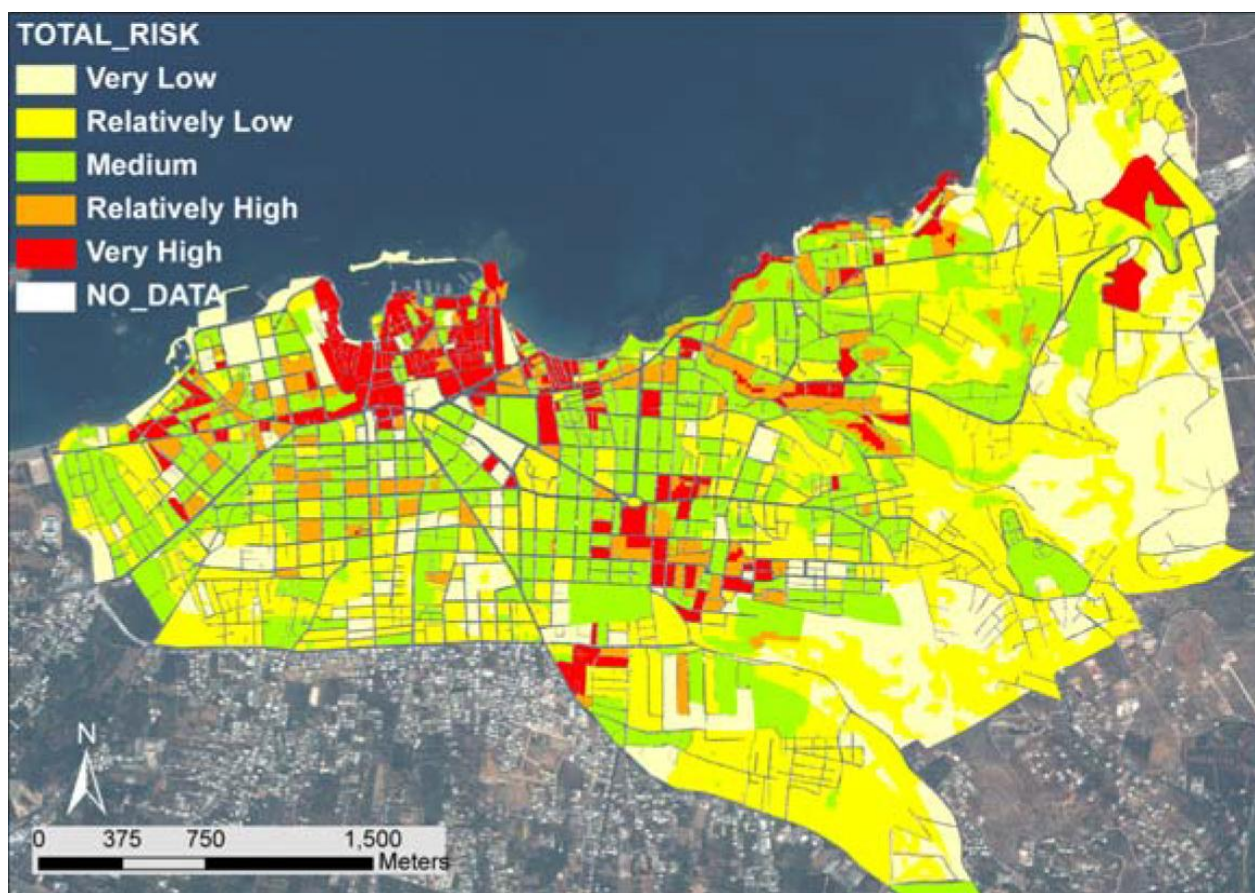 TOTAL_RISK
Very Low
Relatively Low
Medium
Relatively High
Very High
NO_DATA
N
0 375 750 1,500
Meters